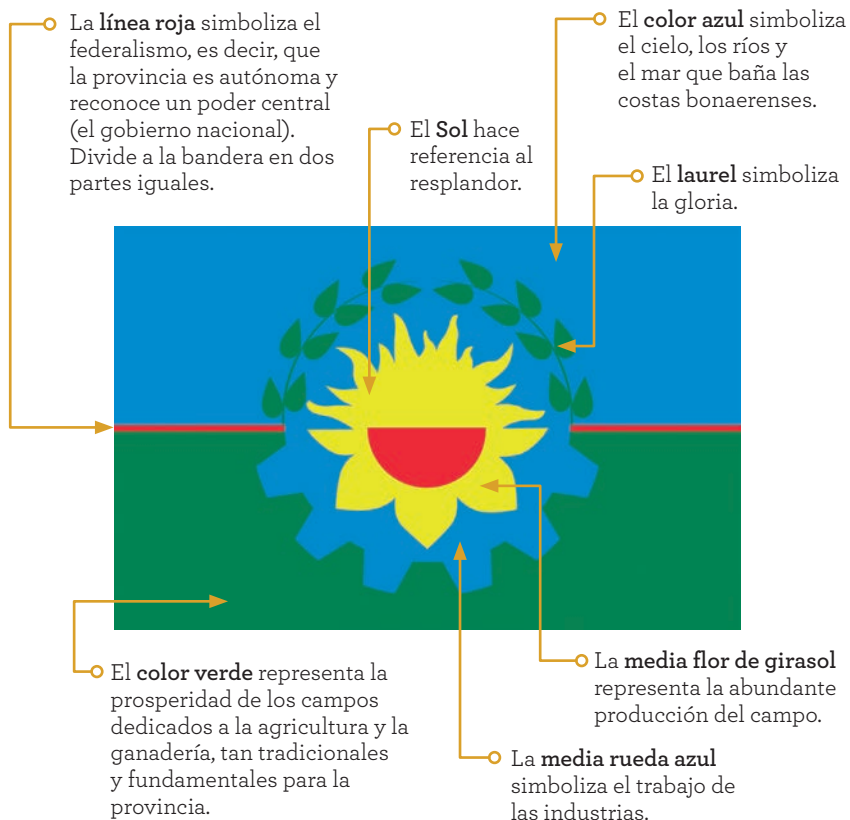 La línea roja simboliza el
federalismo, es decir, que
la provincia es autónoma y
reconoce un poder central
(el gobierno nacional).
Divide a la bandera en dos
partes iguales.
El Sol hace
referencia al
resplandor.
El color azul simboliza
el cielo, los ríos y
el mar que baña las
costas bonaerenses.
El laurel simboliza
la gloria.
El color verde representa la
prosperidad de los campos
dedicados a la agricultura y la
ganadería, tan tradicionales
y fundamentales para la
provincia.
La media flor de girasol
representa la abundante
producción del campo.
La media rueda azul
simboliza el trabajo de
las industrias.